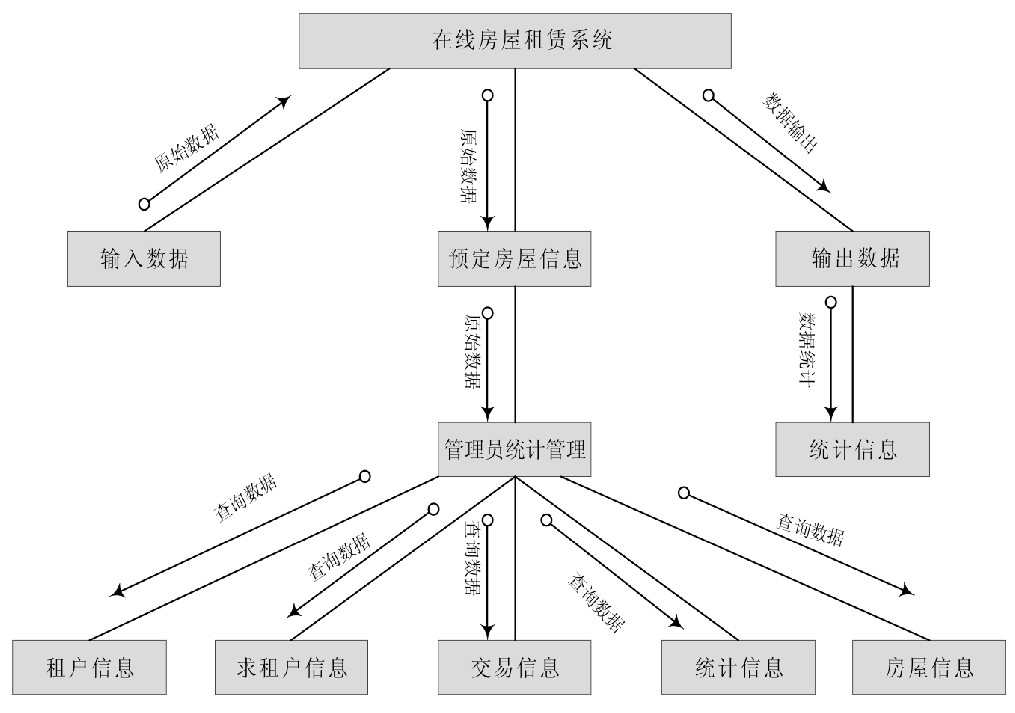 在线房屋租赁系统
原始数据
原始数据
数据输出
输入数据
预定房屋信息
输出数据
原始数据
数据统计
管理员统计管理
统计信息
查询数据
查询数据
查询数据
查询数据
查询数据
租户信息
求租户信息
交易信息
统计信息
房屋信息